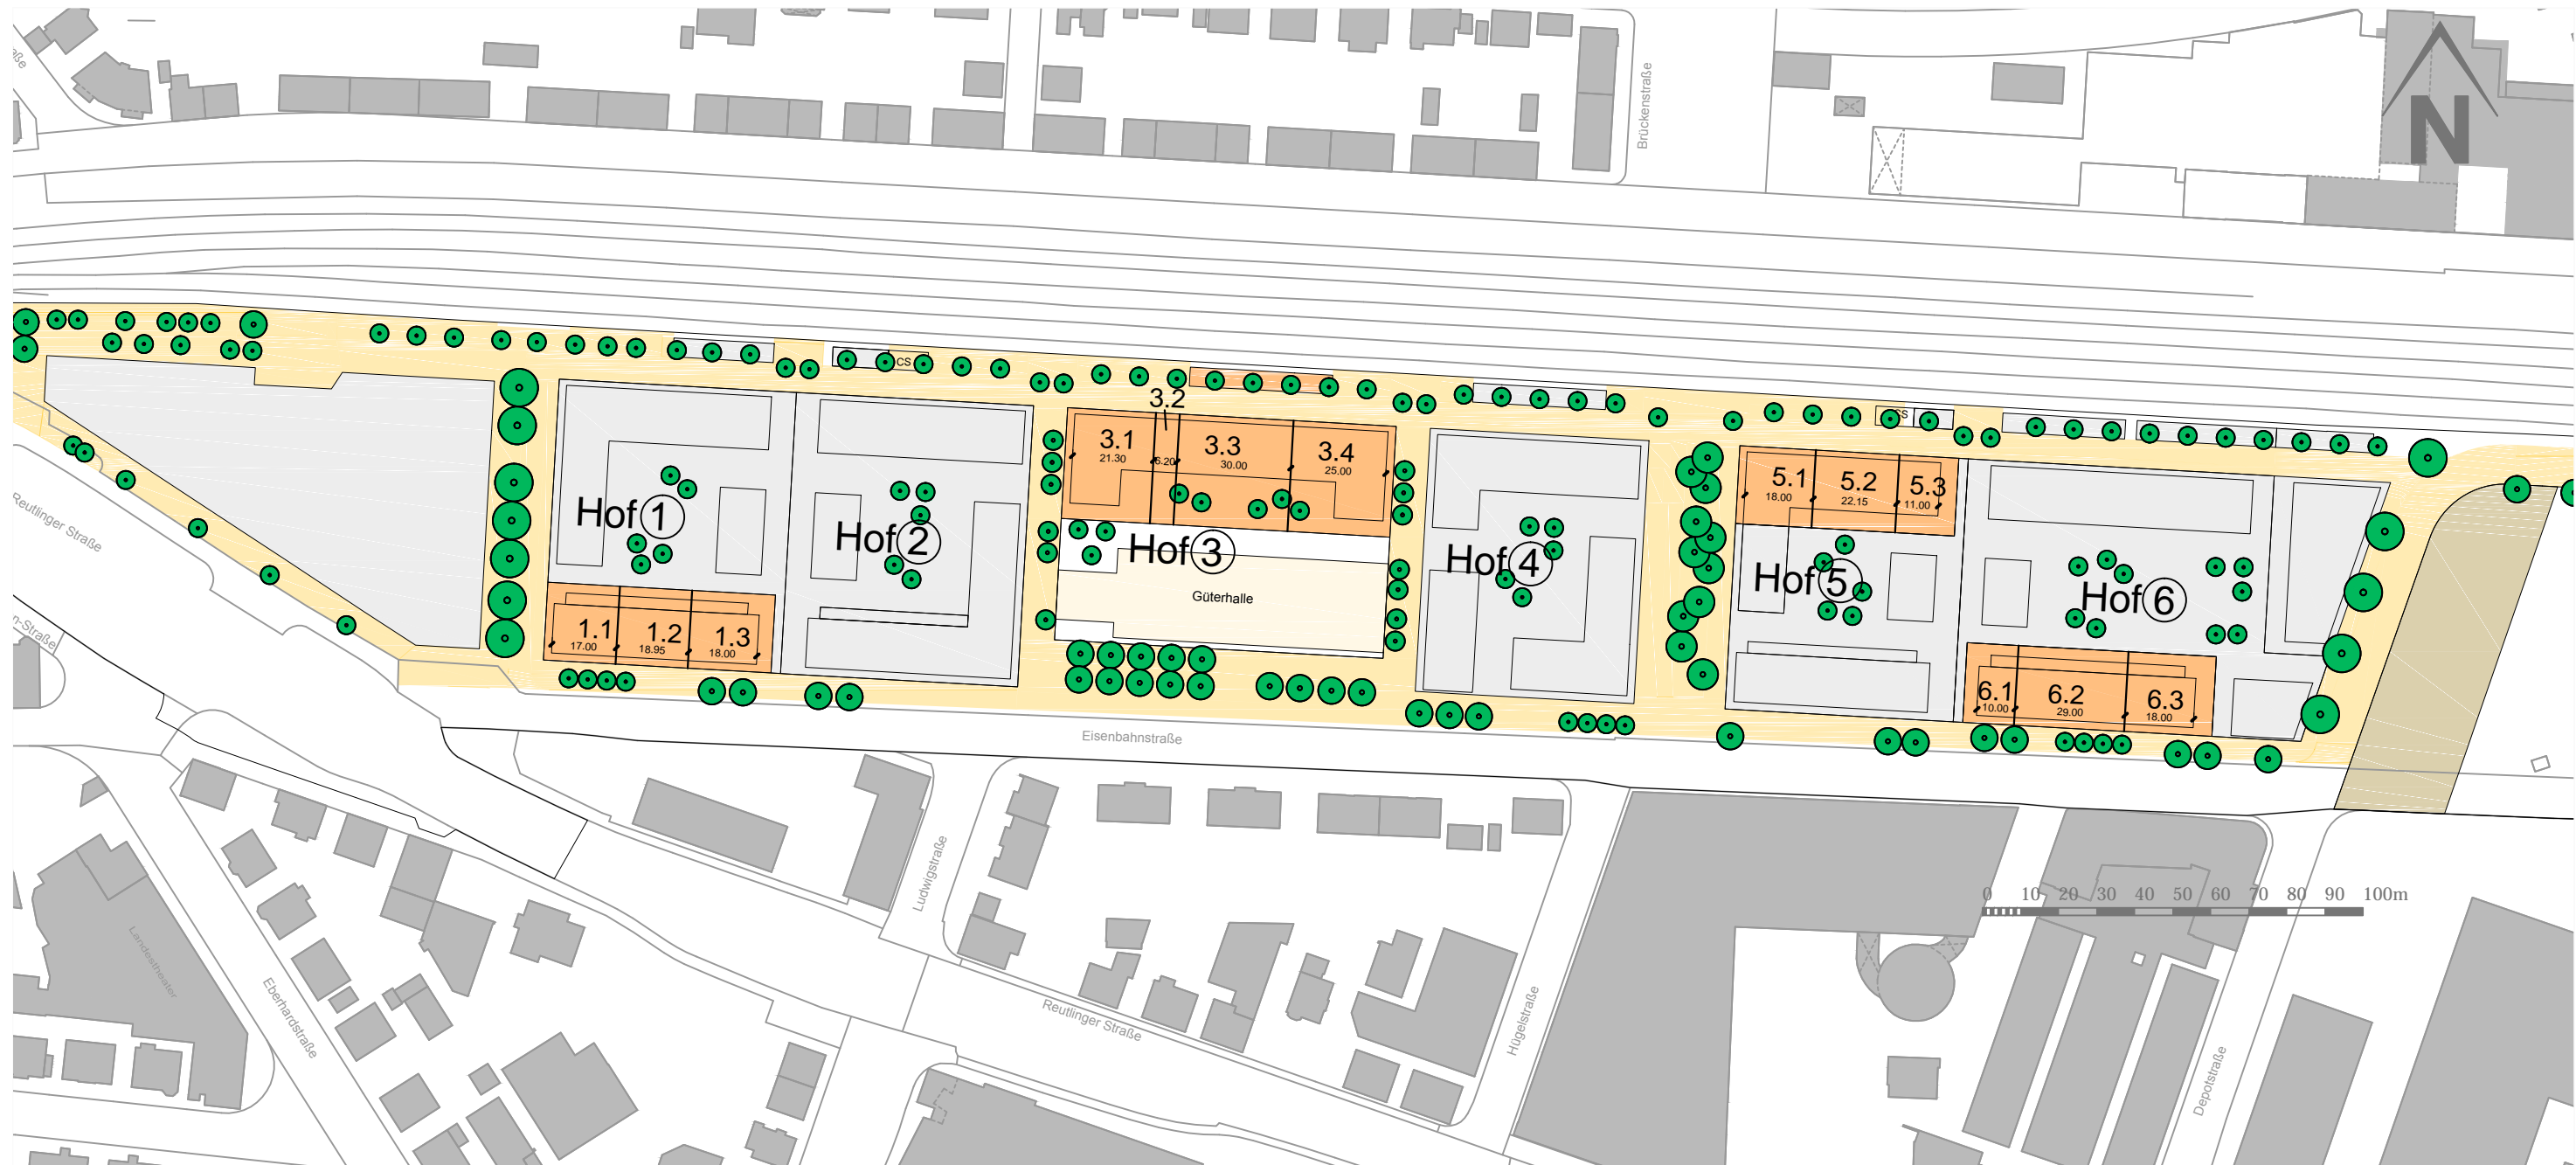 aße
Brückenstraße
N
CS
3.2
CS
3.1
21.30
6.20
3.3
30.00
3.4
25.00
5.1
18.00
5.2
22.15
5.3
11.00
Reutlinger Straße
Hof 1
Hof 2
Hof 3
Hof 4
Hof 5
Hof 6
Güterhalle
n-Straße
1.1
17.00
1.2
18.95
1.3
18.00
6.1
10.00
6.2
29.00
6.3
18.00
Eisenbahnstraße
Ludwigstraße
0 10 20 30 40 50 60 70 80 90 100m
Landestheater
Eberhardstraße
Reutlinger Straße
Hügelstraße
Depotstraße